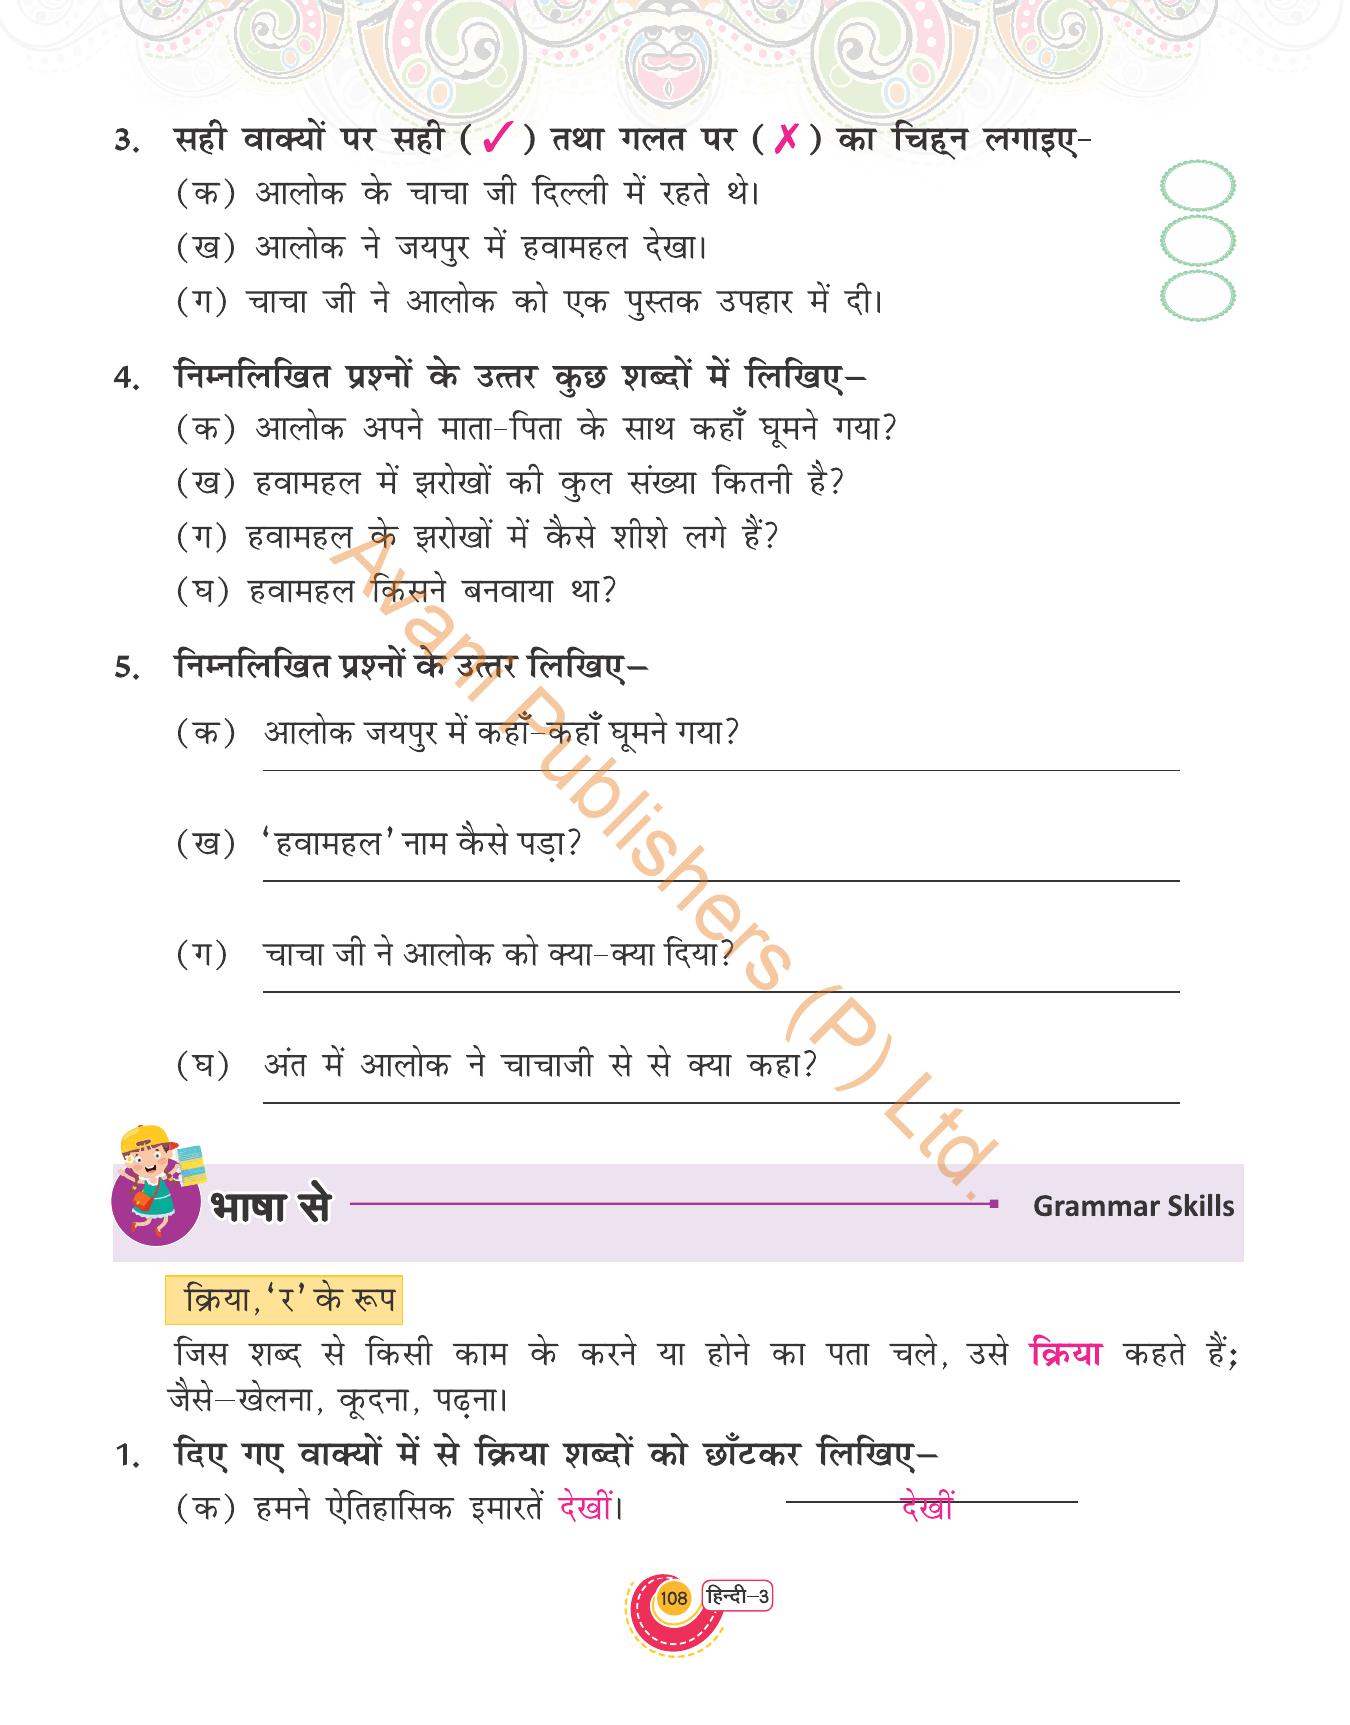 3. सही वाक्यों पर सही (✓) तथा गलत पर (✗) का चिह्न लगाइए-
(क) आलोक के चाचा जी दिल्ली में रहते थे।
(ख) आलोक ने जयपुर में हवामहल देखा।
(ग) चाचा जी ने आलोक को एक पुस्तक उपहार में दी।
4. निम्नलिखित प्रश्नों के उत्तर कुछ शब्दों में लिखिए—
(क) आलोक अपने माता-पिता के साथ कहाँ घूमने गया?
(ख) हवामहल में झरोखों की कुल संख्या कितनी है?
(ग) हवामहल के झरोखों में कैसे शीशे लगे हैं?
(घ) हवामहल किसने बनवाया था?
5. निम्नलिखित प्रश्नों के उत्तर लिखिए—
(क) आलोक जयपुर में कहाँ-कहाँ घूमने गया?
(ख) 'हवामहल' नाम कैसे पड़ा?
(ग) चाचा जी ने आलोक को क्या-क्या दिया?
(घ) अंत में आलोक ने चाचाजी से से क्या कहा?
Avani Publishers (P) Ltd.
भाषा से Grammar Skills
क्रिया, 'र' के रूप
जिस शब्द से किसी काम के करने या होने का पता चले, उसे क्रिया कहते हैं;
जैसे—खेलना, कूदना, पढ़ना।
1. दिए गए वाक्यों में से क्रिया शब्दों को छाँटकर लिखिए—
(क) हमने ऐतिहासिक इमारतें देखीं। देखीं
108 हिन्दी-3